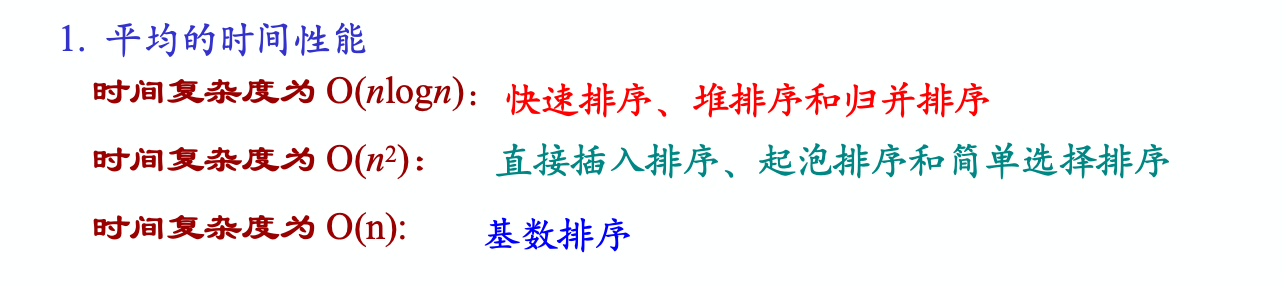 1. 平均的时间性能
时间复杂度为 O(nlogn)：快速排序、堆排序和归并排序
时间复杂度为 O(n²)：直接插入排序、起泡排序和简单选择排序
时间复杂度为 O(n): 基数排序